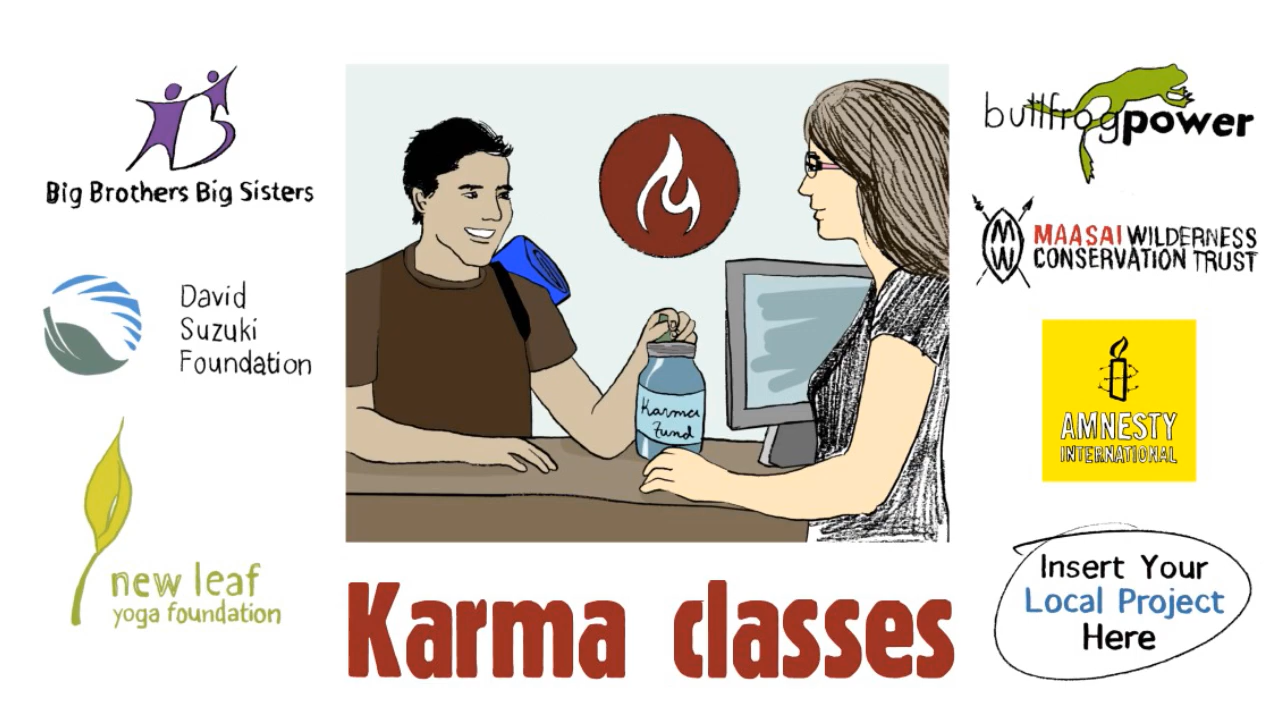 Big Brothers Big Sisters
David
Suzuki
Foundation
new leaf
yoga foundation
Karma
Fund
Karma classes
bullfrogpower
MAASAI WILDERNESS
CONSERVATION TRUST
AMNESTY
INTERNATIONAL
Insert Your
Local Project
Here